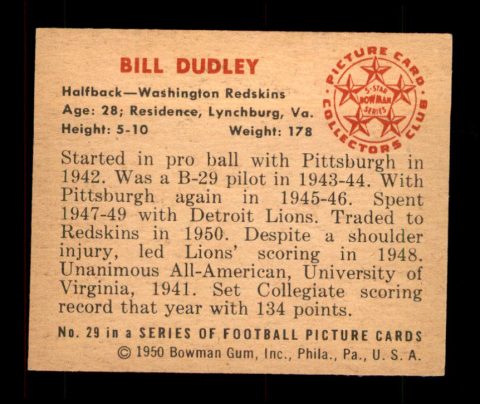 BILL DUDLEY
Halfback—Washington Redskins
Age: 28; Residence, Lynchburg, Va.
Height: 5-10 Weight: 178
PICTURE CARD
5-STAR
BOWMAN
SERIES
COLLECTORS CLUB
Started in pro ball with Pittsburgh in
1942. Was a B-29 pilot in 1943-44. With
Pittsburgh again in 1945-46. Spent
1947-49 with Detroit Lions. Traded to
Redskins in 1950. Despite a shoulder
injury, led Lions' scoring in 1948.
Unanimous All-American, University of
Virginia, 1941. Set Collegiate scoring
record that year with 134 points.
No. 29 in a SERIES OF FOOTBALL PICTURE CARDS
© 1950 Bowman Gum, Inc., Phila., Pa., U. S. A.